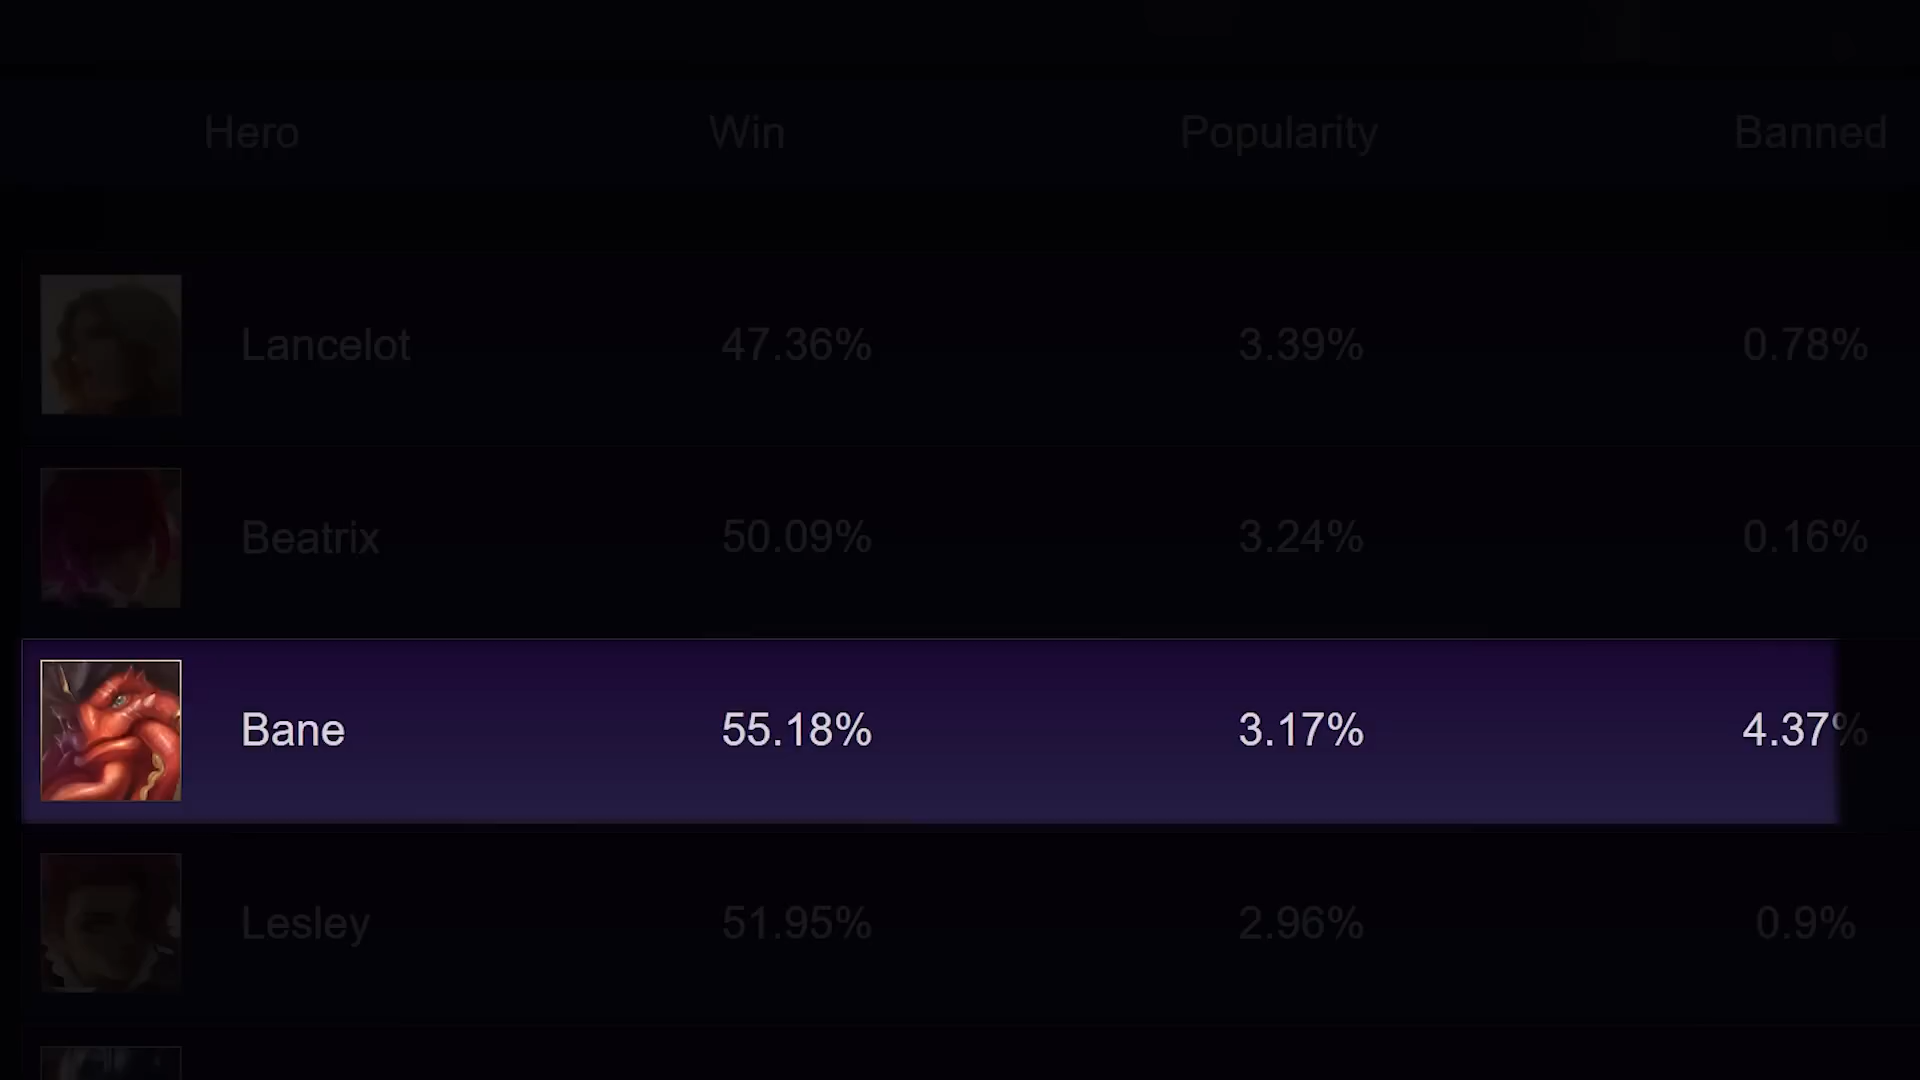 Hero Win Popularity Banned
Lancelot 47.36% 3.39% 0.78%
Beatrix 50.09% 3.24% 0.16%
Bane 55.18% 3.17% 4.37%
Lesley 51.95% 2.96% 0.9%